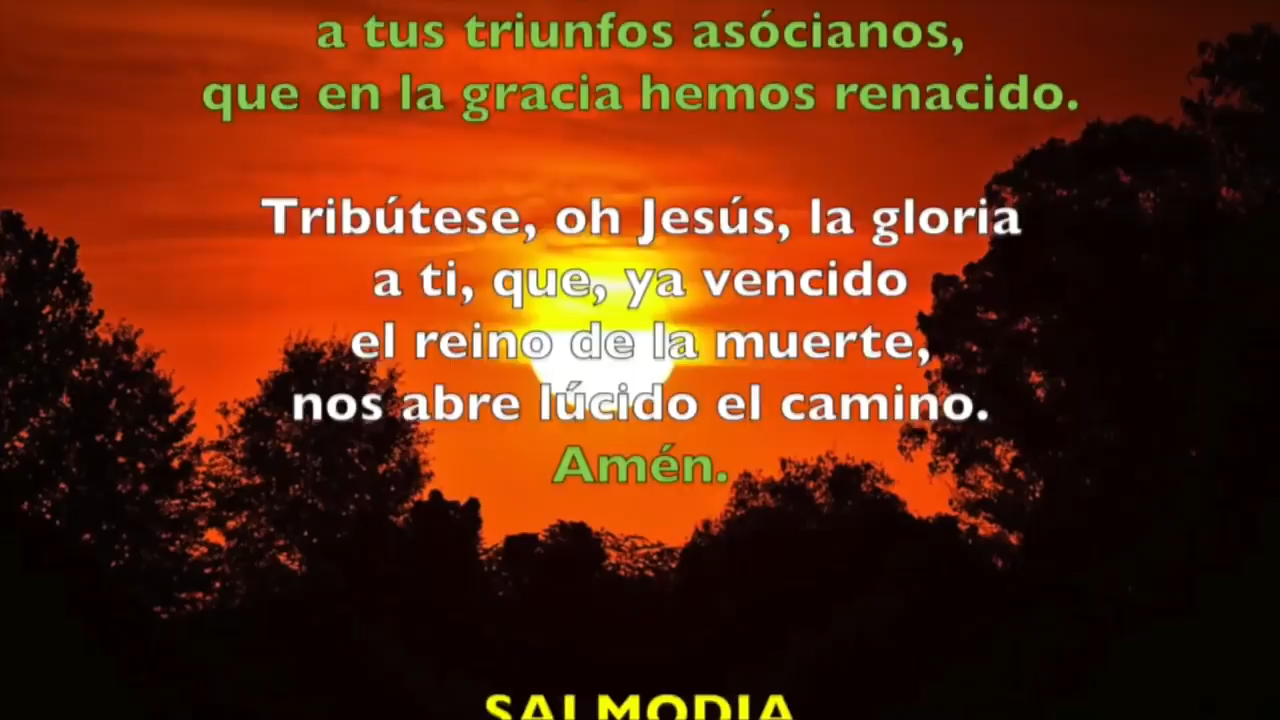 a tus triunfos asócianos,
que en la gracia hemos renacido.
Tribútese, oh Jesús, la gloria
a ti, que, ya vencido
el reino de la muerte,
nos abre lúcido el camino.
Amén.
SALMODIA